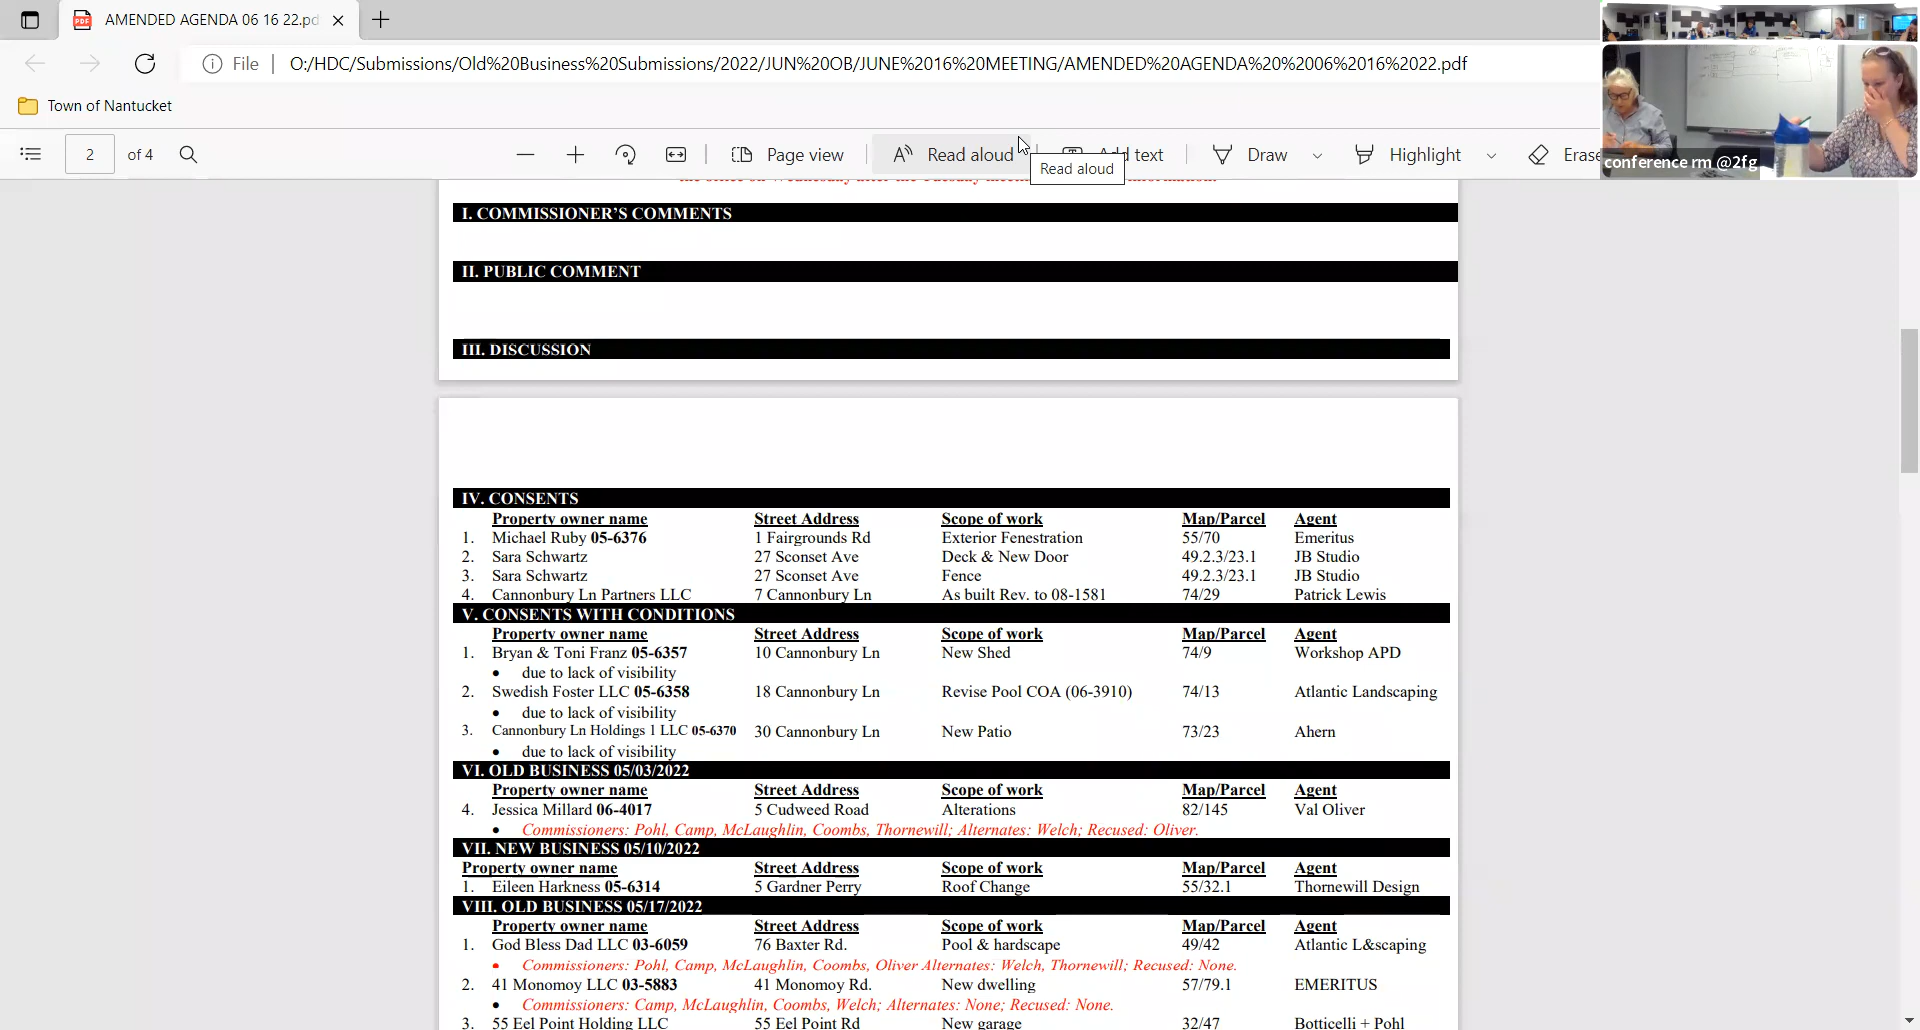 AMENDED AGENDA 06 16 22.pd
File
O:/HDC/Submissions/Old%20Business%20Submissions/2022/JUN%20OB/JUNE%2016%20MEETING/AMENDED%20AGENDA%20%2006%2016%2022.pdf
Town of Nantucket
2 of 4 Page view Read aloud Add text Draw Highlight Erase
Read aloud
conference rm @2fg
I. COMMISSIONER'S COMMENTS
II. PUBLIC COMMENT
III. DISCUSSION
IV. CONSENTS
Property owner name Street Address Scope of work Map/Parcel Agent
1. Michael Ruby 05-6376 1 Fairgrounds Rd Exterior Fenestration 55/70 Emeritus
2. Sara Schwartz 27 Sconset Ave Deck & New Door 49.2.3/23.1 JB Studio
3. Sara Schwartz 27 Sconset Ave Fence 49.2.3/23.1 JB Studio
4. Cannonbury Ln Partners LLC 7 Cannonbury Ln As built Rev. to 08-1581 74/29 Patrick Lewis
V. CONSENTS WITH CONDITIONS
Property owner name Street Address Scope of work Map/Parcel Agent
1. Bryan & Toni Franz 05-6357 10 Cannonbury Ln New Shed 74/9 Workshop APD
• due to lack of visibility
2. Swedish Foster LLC 05-6358 18 Cannonbury Ln Revise Pool COA (06-3910) 74/13 Atlantic Landscaping
• due to lack of visibility
3. Cannonbury Ln Holdings 1 LLC 05-6370 30 Cannonbury Ln New Patio 73/23 Ahern
• due to lack of visibility
VI. OLD BUSINESS 05/03/2022
Property owner name Street Address Scope of work Map/Parcel Agent
4. Jessica Millard 06-4017 5 Cudweed Road Alterations 82/145 Val Oliver
• Commissioners: Pohl, Camp, McLaughlin, Coombs, Thornewill; Alternates: Welch; Recused: Oliver.
VII. NEW BUSINESS 05/10/2022
Property owner name Street Address Scope of work Map/Parcel Agent
1. Eileen Harkness 05-6314 5 Gardner Perry Roof Change 55/32.1 Thornewill Design
VIII. OLD BUSINESS 05/17/2022
Property owner name Street Address Scope of work Map/Parcel Agent
1. God Bless Dad LLC 03-6059 76 Baxter Rd. Pool & hardscape 49/42 Atlantic L&scaping
• Commissioners: Pohl, Camp, McLaughlin, Coombs, Oliver Alternates: Welch, Thornewill; Recused: None.
2. 41 Monomoy LLC 03-5883 41 Monomoy Rd. New dwelling 57/79.1 EMERITUS
• Commissioners: Camp, McLaughlin, Coombs, Welch; Alternates: None; Recused: None.
3. 55 Eel Point Holding LLC 55 Eel Point Rd New garage 32/47 Botticelli + Pohl